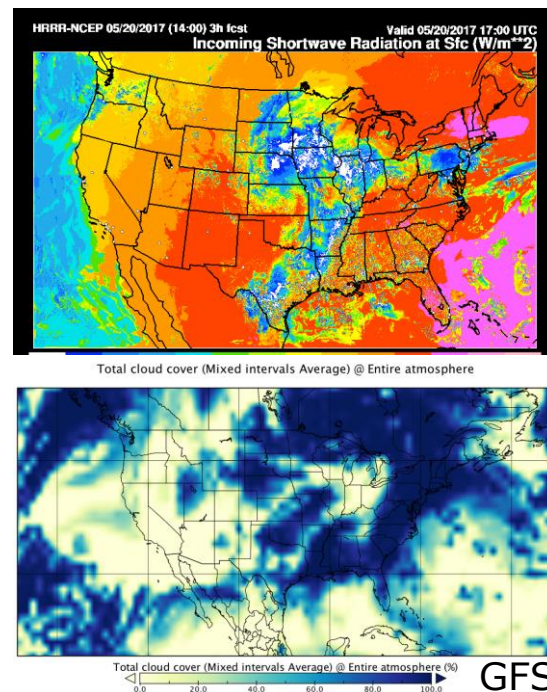 HRRR-NCEP 05/20/2017 (14:00) 3h fcst Valid 05/20/2017 17:00 UTC
Incoming Shortwave Radiation at Sfc (W/m**2)
Total cloud cover (Mixed intervals Average) @ Entire atmosphere
Total cloud cover (Mixed intervals Average) @ Entire atmosphere (%)
0.0 20.0 40.0 60.0 80.0 100.0
GFS